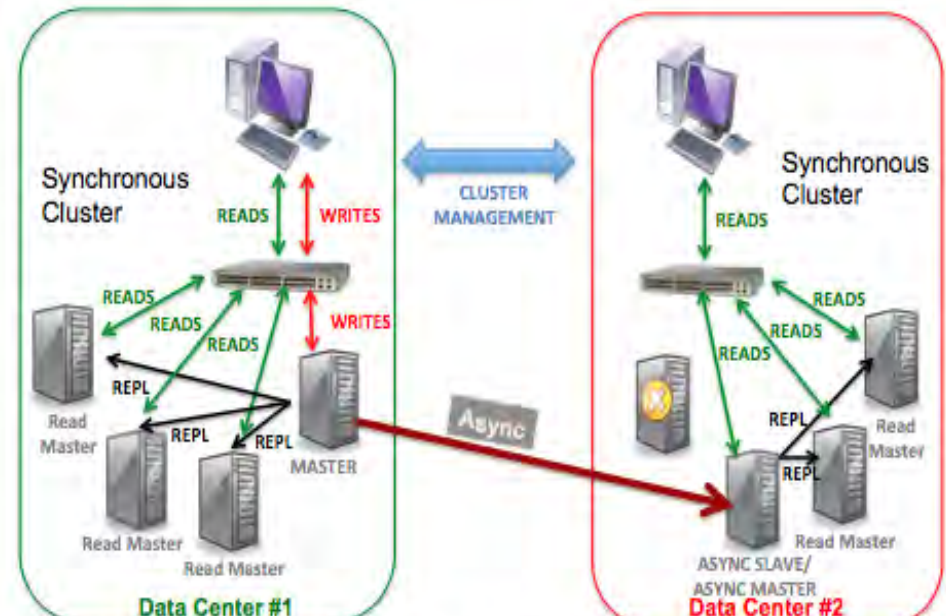 Synchronous
Cluster
READS
WRITES
READS
READS
READS
WRITES
REPL
REPL
REPL
Read
Master
Read Master
Read Master
MASTER
Data Center #1
CLUSTER
MANAGEMENT
Async
Synchronous
Cluster
READS
READS
READS
READS
REPL
REPL
Read
Master
Read Master
ASYNC SLAVE/
ASYNC MASTER
Data Center #2